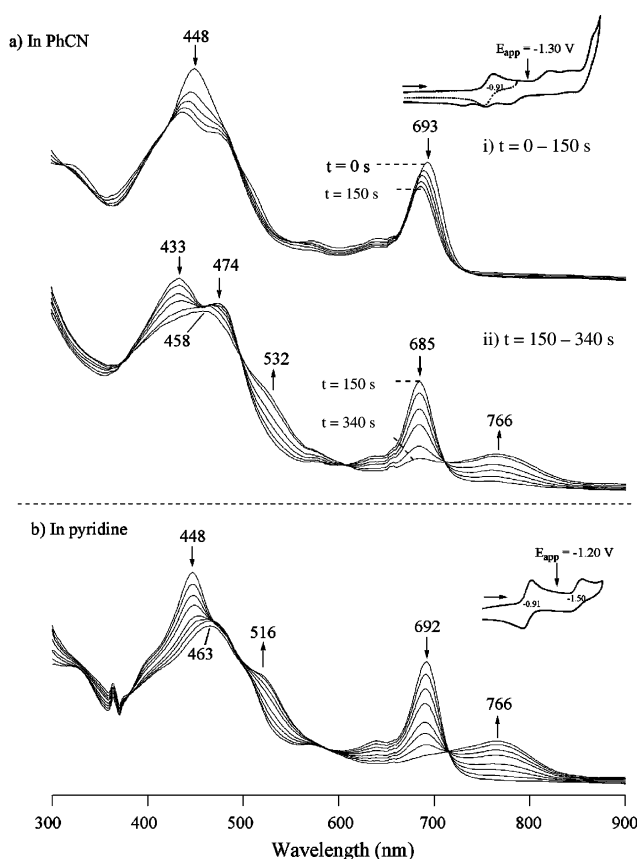 a) In PhCN
448
E_app = -1.30 V
-0.91
693
i) t = 0 – 150 s
t = 0 s
t = 150 s
433
474
458
532
685
ii) t = 150 – 340 s
t = 150 s
t = 340 s
766
b) In pyridine
448
E_app = -1.20 V
-0.91
-1.50
463
516
692
766
300 400 500 600 700 800 900
Wavelength (nm)